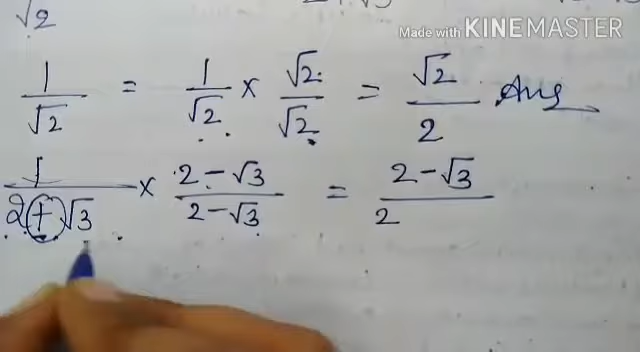 √2
Made with KINEMASTER
1/√2 = 1/√2 × √2/√2 = √2/2 Ans
1/(2+√3) × (2-√3)/(2-√3) = (2-√3)/2